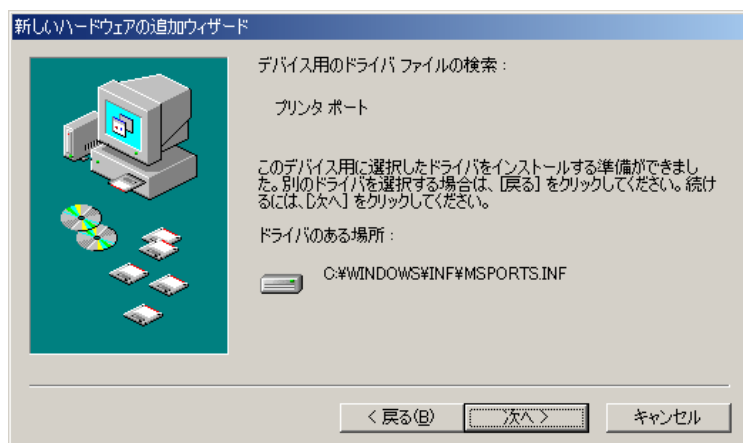 新しいハードウェアの追加ウィザード
デバイス用のドライバ ファイルの検索 :
プリンタ ポート
このデバイス用に選択したドライバをインストールする準備ができまし
た。別のドライバを選択する場合は、[戻る] をクリックしてください。続け
るには、[次へ] をクリックしてください。
ドライバのある場所 :
C:¥WINDOWS¥INF¥MSPORTS.INF
< 戻る(B)
次へ >
キャンセル